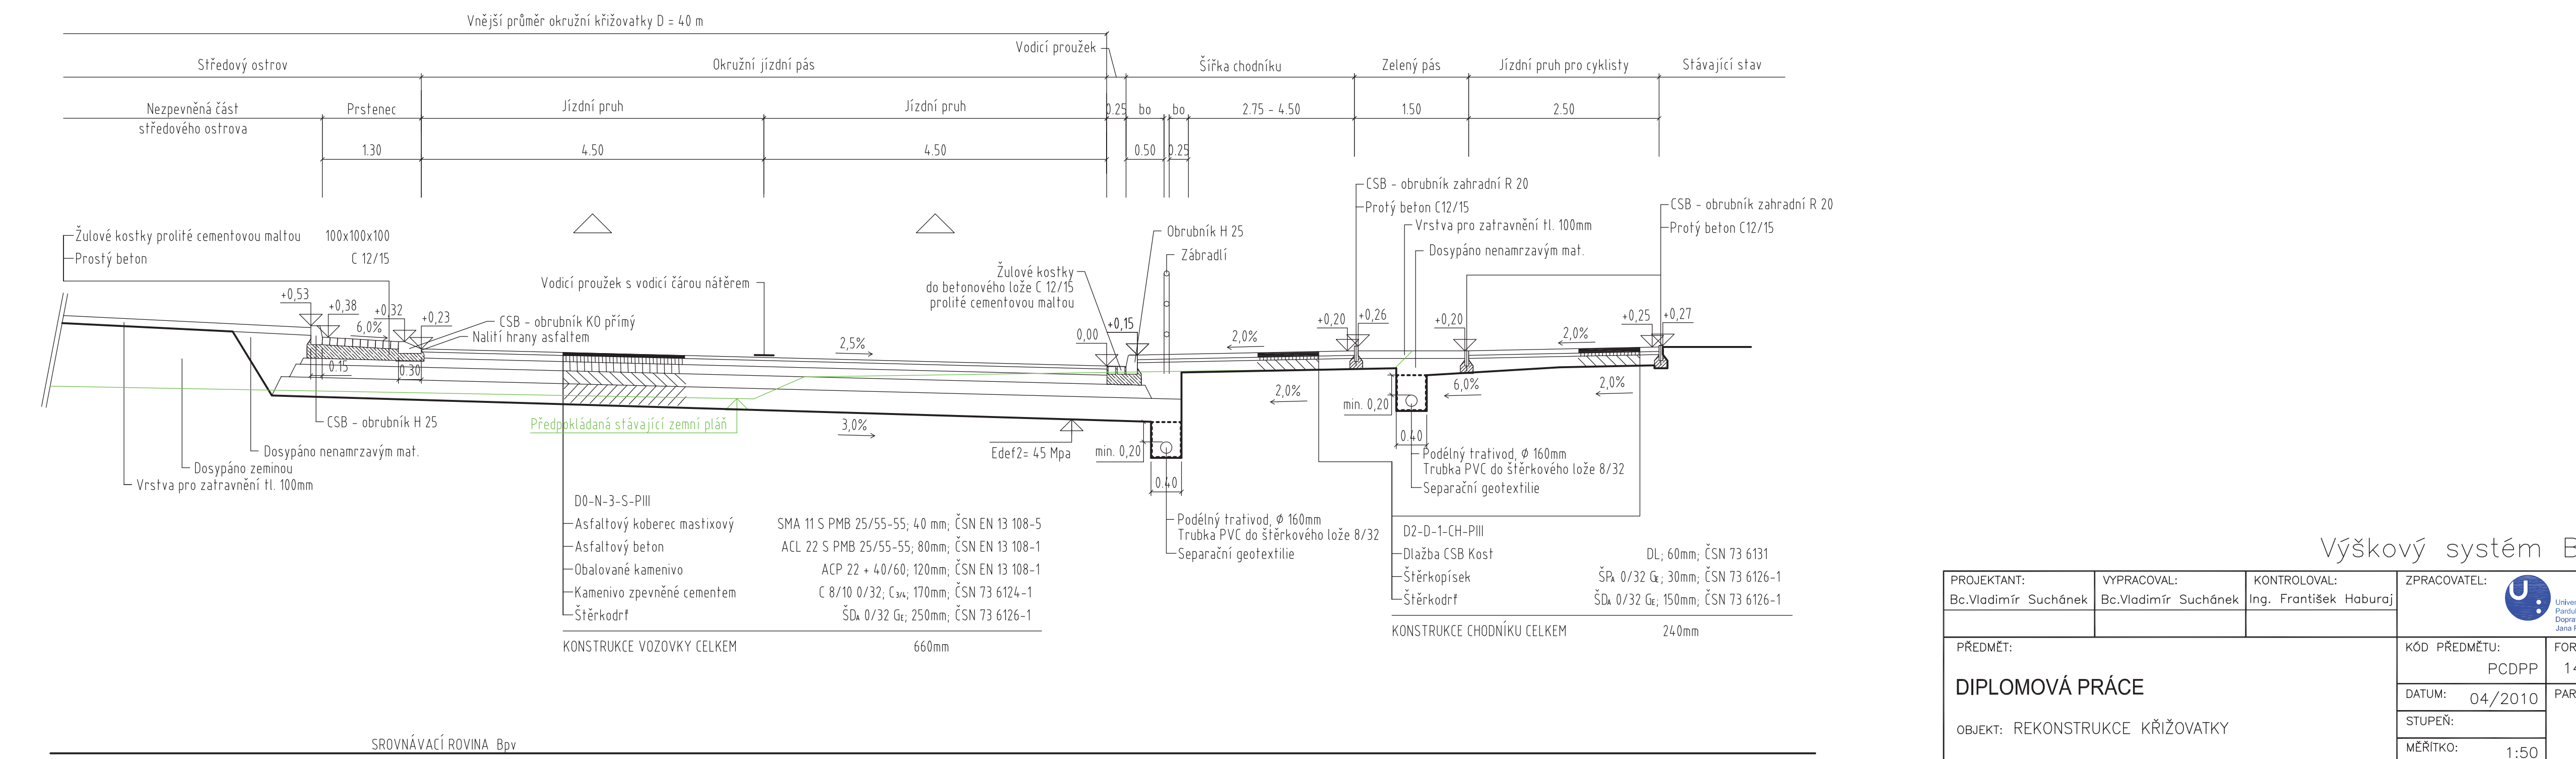 Vnější průměr okružní křižovatky D = 40 m
Vodicí proužek
Středový ostrov
Okružní jízdní pás
Šířka chodníku
Zelený pás
Jízdní pruh pro cyklisty
Stávající stav
Nezpevněná část
středového ostrova
Prstenec
Jízdní pruh
Jízdní pruh
0.25
bo
bo
2.75 - 4.50
1.50
2.50
1.30
4.50
4.50
0.50
0.25
CSB - obrubník zahradní R 20
Protý beton C12/15
CSB - obrubník zahradní R 20
Protý beton C12/15
Vrstva pro zatravnění tl. 100mm
Dosypáno nenamrzavým mat.
Obrubník H 25
Zábradlí
Žulové kostky prolité cementovou maltou 100x100x100
Prostý beton C 12/15
Vodicí proužek s vodicí čárou nátěrem
Žulové kostky
do betonového lože C 12/15
prolité cementovou maltou
+0,53
+0,38
+0,32
+0,23
6,0%
CSB - obrubník KO přímý
Nalití hrany asfaltem
0,00
+0,15
2,5%
2,0%
+0,20
+0,26
+0,20
2,0%
+0,25
+0,27
0.15
0.30
CSB - obrubník H 25
Dosypáno nenamrzavým mat.
Dosypáno zeminou
Vrstva pro zatravnění tl. 100mm
Předpokládaná stávající zemní pláň
3,0%
Edef2= 45 Mpa
min. 0,20
0.40
2,0%
min. 0,20
6,0%
2,0%
0.40
Podélný trativod, φ 160mm
Trubka PVC do štěrkového lože 8/32
Separační geotextilie
Podélný trativod, φ 160mm
Trubka PVC do štěrkového lože 8/32
Separační geotextilie
D0-N-3-S-PIII
Asfaltový koberec mastixový SMA 11 S PMB 25/55-55; 40 mm; ČSN EN 13 108-5
Asfaltový beton ACL 22 S PMB 25/55-55; 80mm; ČSN EN 13 108-1
Obalované kamenivo ACP 22 + 40/60; 120mm; ČSN EN 13 108-1
Kamenivo zpevněné cementem C 8/10 0/32; C3/4; 170mm; ČSN 73 6124-1
Štěrkodrť ŠDA 0/32 GE; 250mm; ČSN 73 6126-1
KONSTRUKCE VOZOVKY CELKEM 660mm
D2-D-1-CH-PIII
Dlažba CSB Kost DL; 60mm; ČSN 73 6131
Štěrkopísek ŠPA 0/32 GE; 30mm; ČSN 73 6126-1
Štěrkodrť ŠDA 0/32 GE; 150mm; ČSN 73 6126-1
KONSTRUKCE CHODNÍKU CELKEM 240mm
SROVNÁVACÍ ROVINA Bpv
Výškový systém B
PROJEKTANT:
Bc.Vladimír Suchánek
VYPRACOVAL:
Bc.Vladimír Suchánek
KONTROLOVAL:
Ing. František Haburaj
ZPRACOVATEL:
U:
Univer
Pardul
Dopra
Jana P
PŘEDMĚT:
DIPLOMOVÁ PRÁCE
OBJEKT: REKONSTRUKCE KŘIŽOVATKY
KÓD PŘEDMĚTU:
PCDPP
FOR
14
DATUM: 04/2010
PAR
STUPEŇ:
MĚŘÍTKO: 1:50